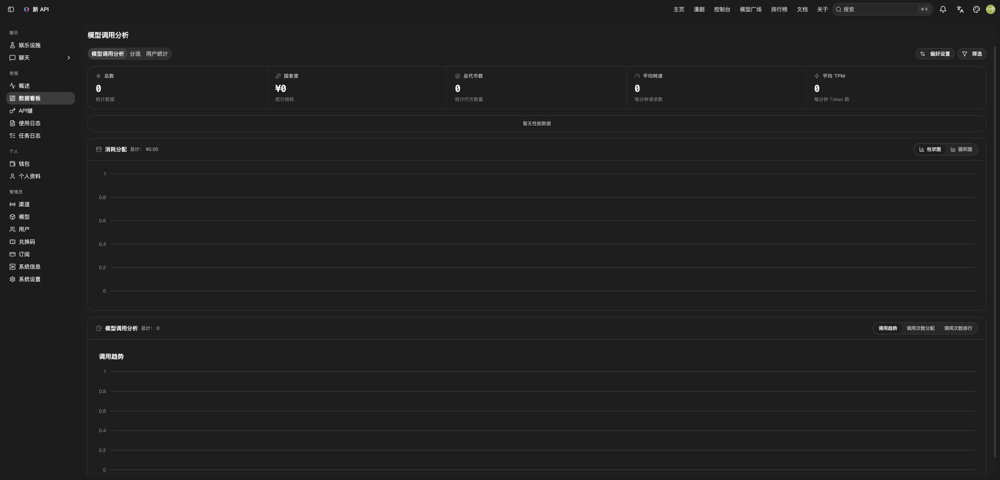 新 API
主页 漫剧 控制台 模型广场 排行榜 文档 关于 搜索 ⌘ K 一个
聊天
娱乐设施
聊天
常规
概述
数据看板
API键
使用日志
任务日志
个人
钱包
个人资料
管理员
渠道
模型
用户
兑换码
订阅
系统信息
系统设置
模型调用分析
模型调用分析 分流 用户统计
偏好设置 筛选
总数
0
统计数据
国家度
¥0
统计损耗
总代币数
0
统计代币数量
平均转速
0
每分钟请求数
平均 TPM
0
每分钟 Token 数
暂无性能数据
消耗分配 总计： ¥0.00
柱状图 面积图
1
0.8
0.6
0.4
0.2
0
模型调用分析 总计： 0
调用趋势 调用次数分配 调用次数排行
调用趋势
1
0.8
0.6
0.4
0.2
0